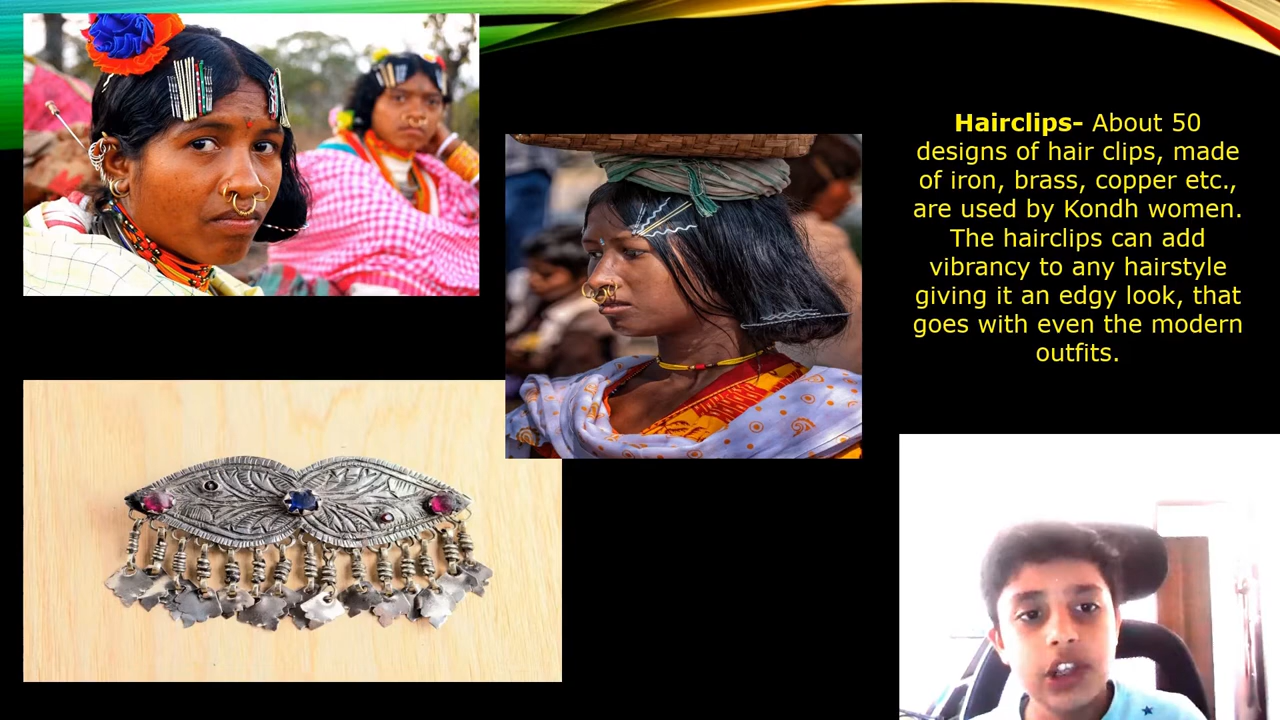 Hairclips- About 50
designs of hair clips, made
of iron, brass, copper etc.,
are used by Kondh women.
The hairclips can add
vibrancy to any hairstyle
giving it an edgy look, that
goes with even the modern
outfits.